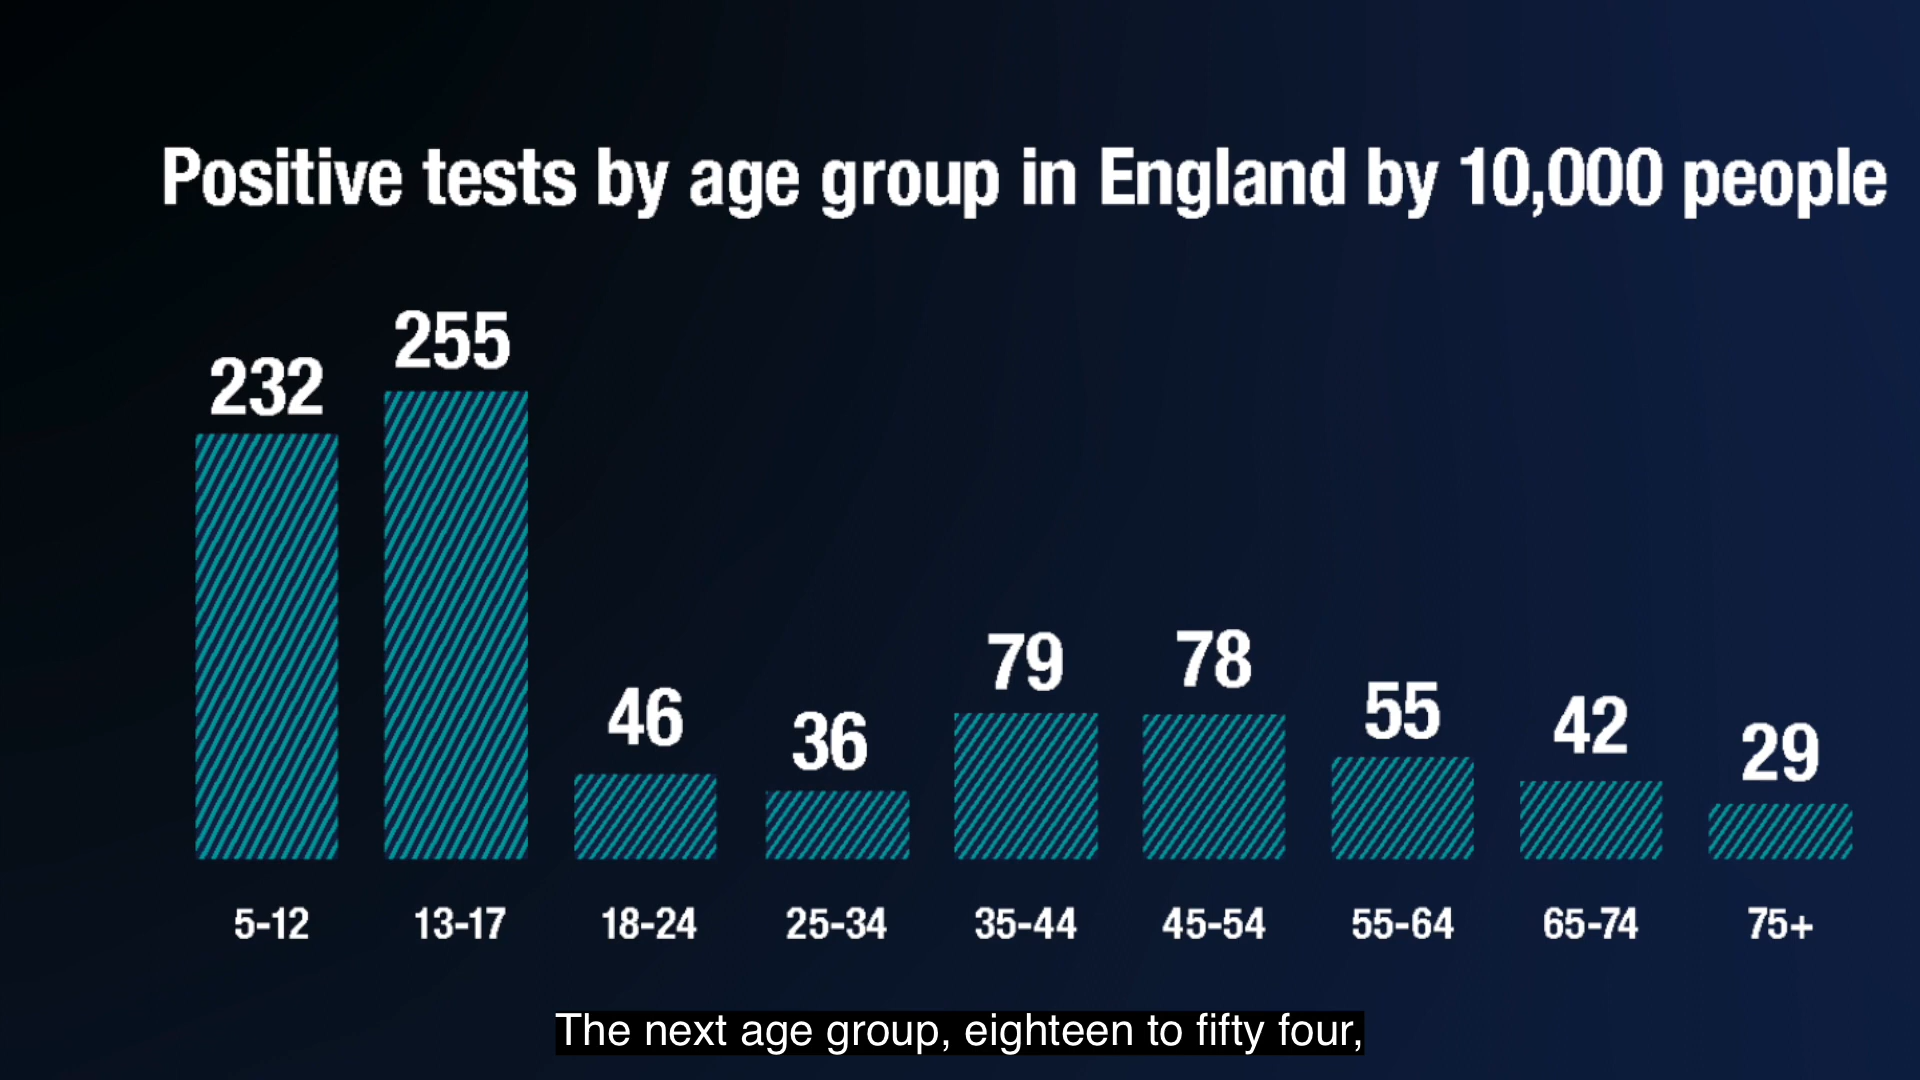 Positive tests by age group in England by 10,000 people
232 255 46 36 79 78 55 42 29
5-12 13-17 18-24 25-34 35-44 45-54 55-64 65-74 75+
The next age group, eighteen to fifty four,